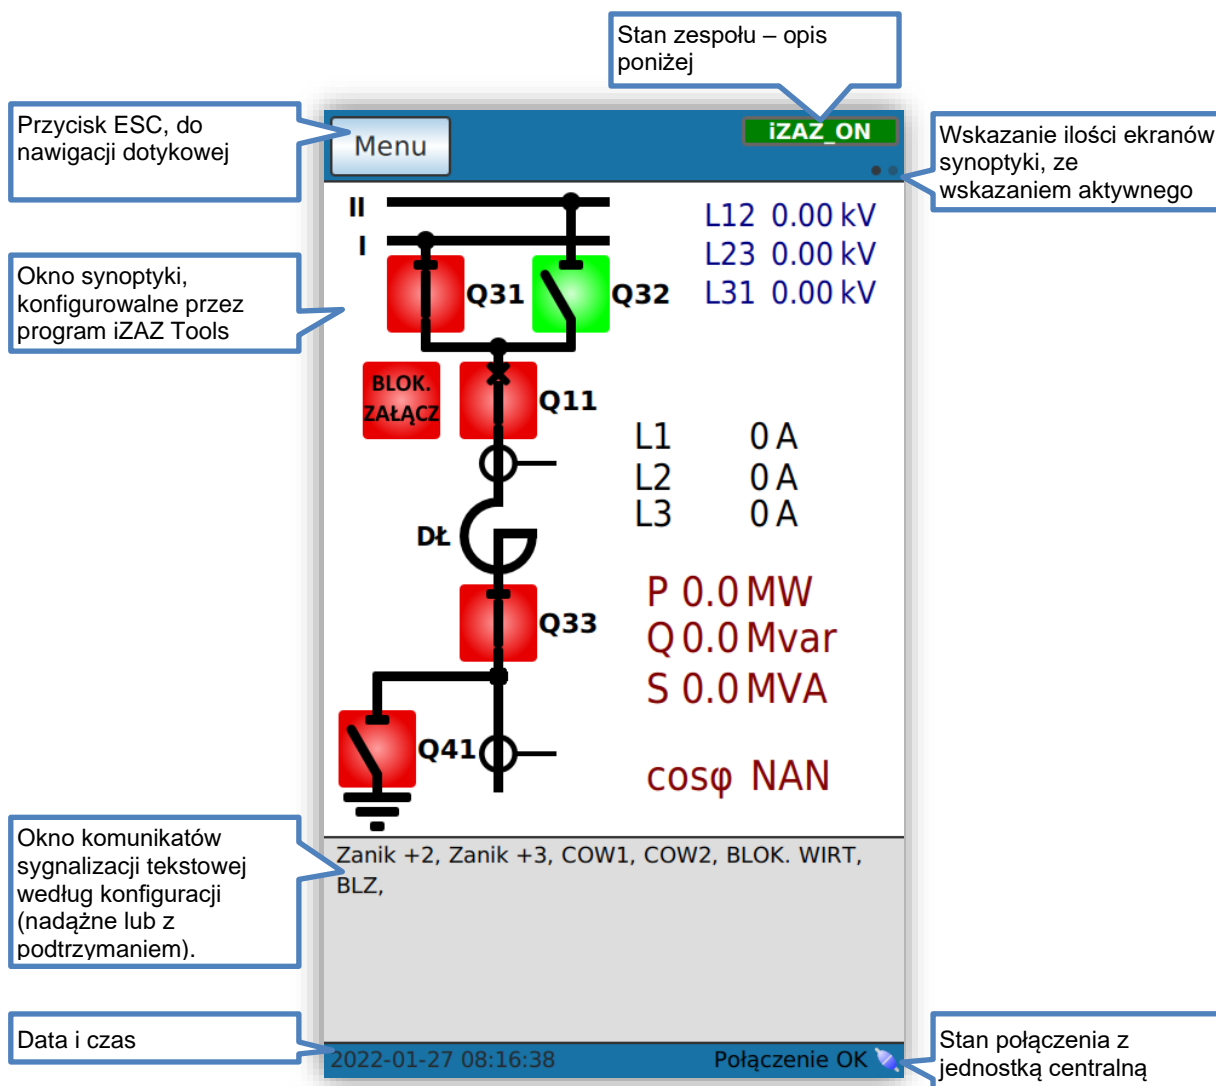 Stan zespołu – opis
poniżej
Przycisk ESC, do
nawigacji dotykowej
Menu
iZAZ_ON
Wskazanie ilości ekranów
synoptyki, ze
wskazaniem aktywnego
II
I
L12 0.00 kV
L23 0.00 kV
L31 0.00 kV
Okno synoptyki,
konfigurowalne przez
program iZAZ Tools
Q31
Q32
BLOK.
ZAŁĄCZ
Q11
L1 0 A
L2 0 A
L3 0 A
DŁ
Q33
P 0.0 MW
Q 0.0 Mvar
S 0.0 MVA
Q41
cosφ NAN
Okno komunikatów
sygnalizacji tekstowej
według konfiguracji
(nadążne lub z
podtrzymaniem).
Zanik +2, Zanik +3, COW1, COW2, BLOK. WIRT,
BLZ,
Data i czas
2022-01-27 08:16:38
Połączenie OK
Stan połączenia z
jednostką centralną